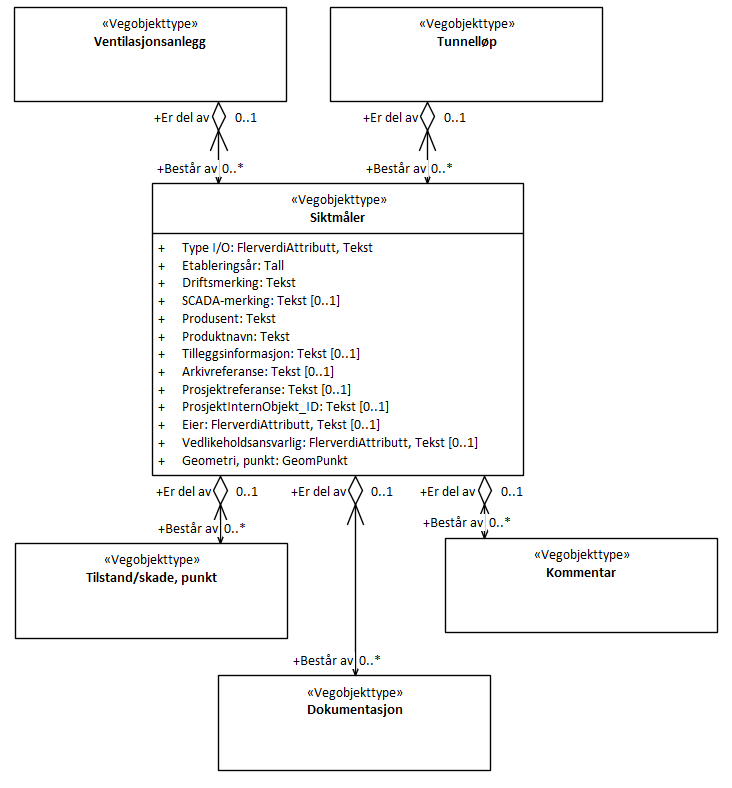 «Vegobjekttype»
Ventilasjonsanlegg
«Vegobjekttype»
Tunnelløp
+Er del av 0..1
+Er del av 0..1
+Består av 0..*
+Består av 0..*
«Vegobjekttype»
Siktmåler
+ Type I/O: FlerverdiAttributt, Tekst
+ Etableringsår: Tall
+ Driftsmerking: Tekst
+ SCADA-merking: Tekst [0..1]
+ Produsent: Tekst
+ Produktnavn: Tekst
+ Tilleggsinformasjon: Tekst [0..1]
+ Arkivreferanse: Tekst [0..1]
+ Prosjektreferanse: Tekst [0..1]
+ ProsjektInternObjekt_ID: Tekst [0..1]
+ Eier: FlerverdiAttributt, Tekst [0..1]
+ Vedlikeholdsansvarlig: FlerverdiAttributt, Tekst [0..1]
+ Geometri, punkt: GeomPunkt
+Er del av 0..1
+Er del av 0..1
+Er del av 0..1
+Består av 0..*
+Består av 0..*
«Vegobjekttype»
Tilstand/skade, punkt
«Vegobjekttype»
Kommentar
+Består av 0..*
«Vegobjekttype»
Dokumentasjon